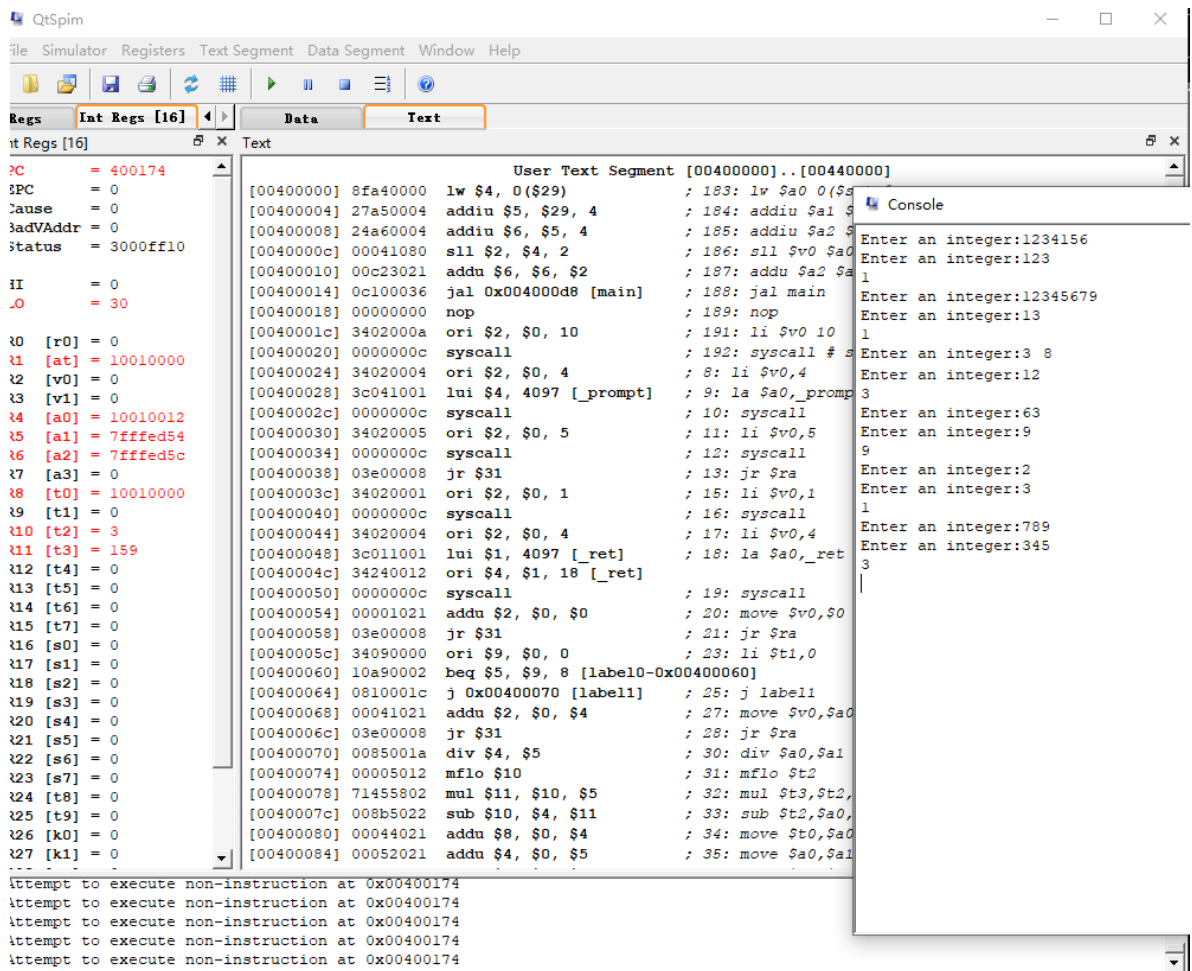 QtSpim
File Simulator Registers Text Segment Data Segment Window Help
Regs Int Regs [16] Data Text
nt Regs [16] Text
PC = 400174
EPC = 0
Cause = 0
BadVAddr = 0
Status = 3000ff10
HI = 0
LO = 30
R0 [r0] = 0
R1 [at] = 10010000
R2 [v0] = 0
R3 [v1] = 0
R4 [a0] = 10010012
R5 [a1] = 7fffed54
R6 [a2] = 7fffed5c
R7 [a3] = 0
R8 [t0] = 10010000
R9 [t1] = 0
R10 [t2] = 3
R11 [t3] = 159
R12 [t4] = 0
R13 [t5] = 0
R14 [t6] = 0
R15 [t7] = 0
R16 [s0] = 0
R17 [s1] = 0
R18 [s2] = 0
R19 [s3] = 0
R20 [s4] = 0
R21 [s5] = 0
R22 [s6] = 0
R23 [s7] = 0
R24 [t8] = 0
R25 [t9] = 0
R26 [k0] = 0
R27 [k1] = 0
User Text Segment [00400000]..[00440000]
[00400000] 8fa40000 lw $4, 0($29) ; 183: lw $a0 0($s
[00400004] 27a50004 addiu $5, $29, 4 ; 184: addiu $a1 $
[00400008] 24a60004 addiu $6, $5, 4 ; 185: addiu $a2 $
[0040000c] 00041080 sll $2, $4, 2 ; 186: sll $v0 $a0
[00400010] 00c23021 addu $6, $6, $2 ; 187: addu $a2 $a
[00400014] 0c100036 jal 0x004000d8 [main] ; 188: jal main
[00400018] 00000000 nop ; 189: nop
[0040001c] 3402000a ori $2, $0, 10 ; 191: li $v0 10
[00400020] 0000000c syscall ; 192: syscall # s
[00400024] 34020004 ori $2, $0, 4 ; 8: li $v0,4
[00400028] 3c041001 lui $4, 4097 [_prompt] ; 9: la $a0,_promp
[0040002c] 0000000c syscall ; 10: syscall
[00400030] 34020005 ori $2, $0, 5 ; 11: li $v0,5
[00400034] 0000000c syscall ; 12: syscall
[00400038] 03e00008 jr $31 ; 13: jr $ra
[0040003c] 34020001 ori $2, $0, 1 ; 15: li $v0,1
[00400040] 0000000c syscall ; 16: syscall
[00400044] 34020004 ori $2, $0, 4 ; 17: li $v0,4
[00400048] 3c011001 lui $1, 4097 [_ret] ; 18: la $a0,_ret
[0040004c] 34240012 ori $4, $1, 18 [_ret]
[00400050] 0000000c syscall ; 19: syscall
[00400054] 00001021 addu $2, $0, $0 ; 20: move $v0,$0
[00400058] 03e00008 jr $31 ; 21: jr $ra
[0040005c] 34090000 ori $9, $0, 0 ; 23: li $t1,0
[00400060] 10a90002 beq $5, $9, 8 [label0-0x00400060]
[00400064] 0810001c j 0x00400070 [label1] ; 25: j label1
[00400068] 00041021 addu $2, $0, $4 ; 27: move $v0,$a0
[0040006c] 03e00008 jr $31 ; 28: jr $ra
[00400070] 0085001a div $4, $5 ; 30: div $a0,$a1
[00400074] 00005012 mflo $10 ; 31: mflo $t2
[00400078] 71455802 mul $11, $10, $5 ; 32: mul $t3,$t2,
[0040007c] 008b5022 sub $10, $4, $11 ; 33: sub $t2,$a0,
[00400080] 00044021 addu $8, $0, $4 ; 34: move $t0,$a0
[00400084] 00052021 addu $4, $0, $5 ; 35: move $a0,$a1
Console
Enter an integer:1234156
Enter an integer:123
1
Enter an integer:12345679
Enter an integer:13
1
Enter an integer:3 8
Enter an integer:12
3
Enter an integer:63
Enter an integer:9
9
Enter an integer:2
Enter an integer:3
1
Enter an integer:789
Enter an integer:345
3
Attempt to execute non-instruction at 0x00400174
Attempt to execute non-instruction at 0x00400174
Attempt to execute non-instruction at 0x00400174
Attempt to execute non-instruction at 0x00400174
Attempt to execute non-instruction at 0x00400174